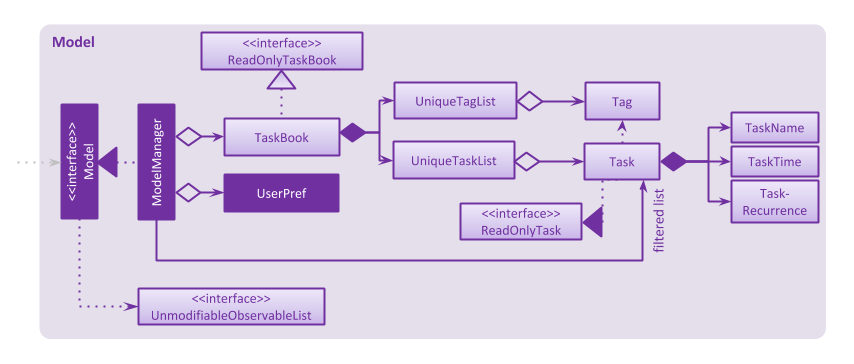 Model
<<interface>>
ReadOnlyTaskBook
<<interface>>
Model
ModelManager
TaskBook
UserPref
UniqueTagList
UniqueTaskList
Tag
Task
TaskName
TaskTime
Task-
Recurrence
<<interface>>
ReadOnlyTask
filtered list
<<interface>>
UnmodifiableObservableList